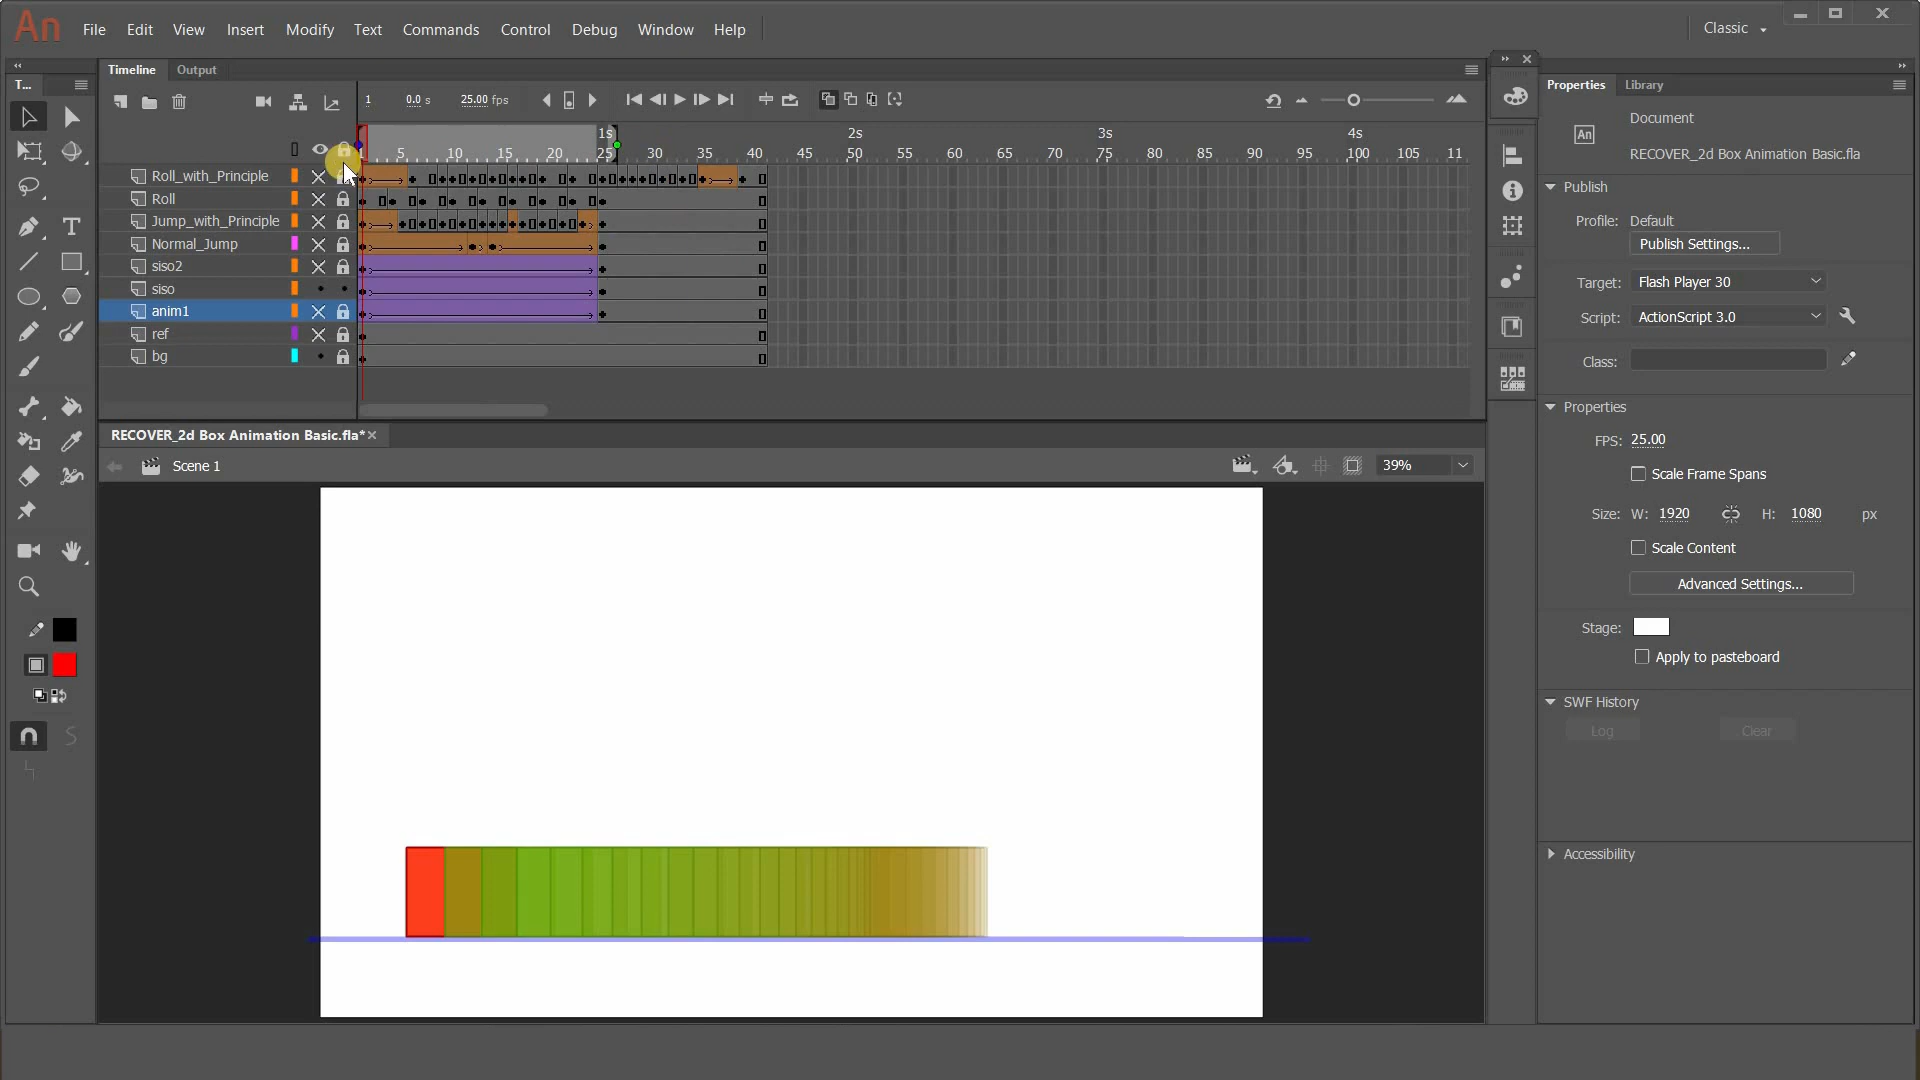 An File Edit View Insert Modify Text Commands Control Debug Window Help Classic
T...
Timeline Output
1 0.0 s 25.00 fps
1s 2s 3s 4s
1 5 10 15 20 25 30 35 40 45 50 55 60 65 70 75 80 85 90 95 100 105 11
Roll_with_Principle
Roll
Jump_with_Principle
Normal_Jump
siso2
siso
anim1
ref
bg
RECOVER_2d Box Animation Basic.fla*
Scene 1 39%
Properties Library
An Document
RECOVER_2d Box Animation Basic.fla
Publish
Profile: Default
Publish Settings...
Target: Flash Player 30
Script: ActionScript 3.0
Class:
Properties
FPS: 25.00
Scale Frame Spans
Size: W: 1920 H: 1080 px
Scale Content
Advanced Settings...
Stage:
Apply to pasteboard
SWF History
Log Clear
Accessibility